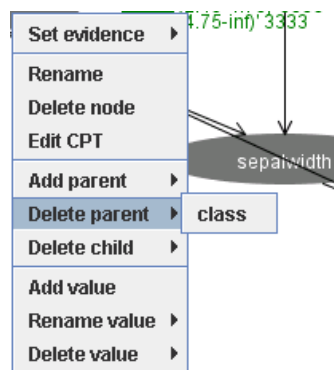 4.75-inf)' 3333
Set evidence
Rename
Delete node
Edit CPT
sepalwidth
Add parent
Delete parent
class
Delete child
Add value
Rename value
Delete value